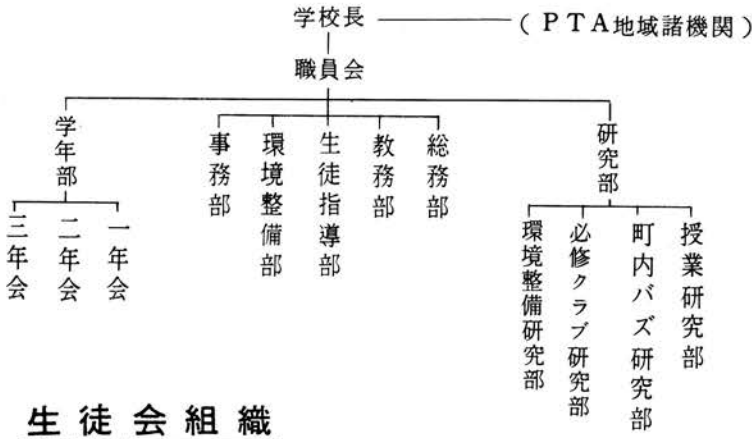 学校長
（ＰＴＡ地域諸機関）
職員会
研究部
学年部
総務部
教務部
生徒指導部
環境整備部
事務部
授業研究部
町内バズ研究部
必修クラブ研究部
環境整備研究部
一年会
二年会
三年会
生徒会組織